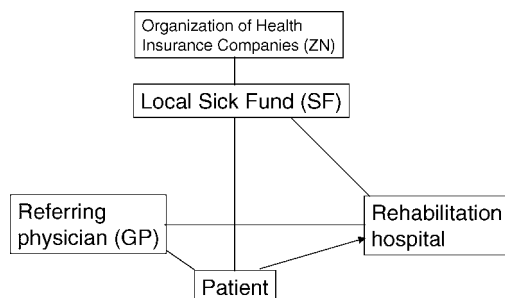 Organization of Health
Insurance Companies (ZN)
Local Sick Fund (SF)
Referring
physician (GP)
Rehabilitation
hospital
Patient